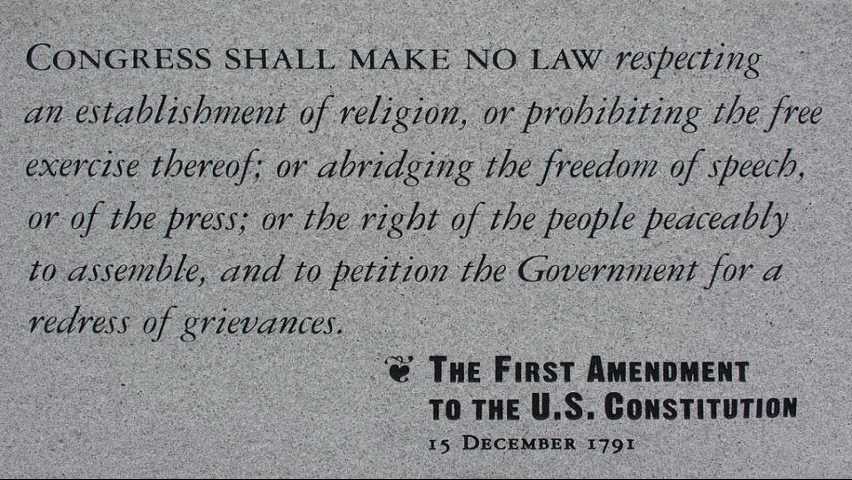 CONGRESS SHALL MAKE NO LAW respecting
an establishment of religion, or prohibiting the free
exercise thereof; or abridging the freedom of speech,
or of the press; or the right of the people peaceably
to assemble, and to petition the Government for a
redress of grievances.
❦ THE FIRST AMENDMENT
TO THE U.S. CONSTITUTION
15 DECEMBER 1791